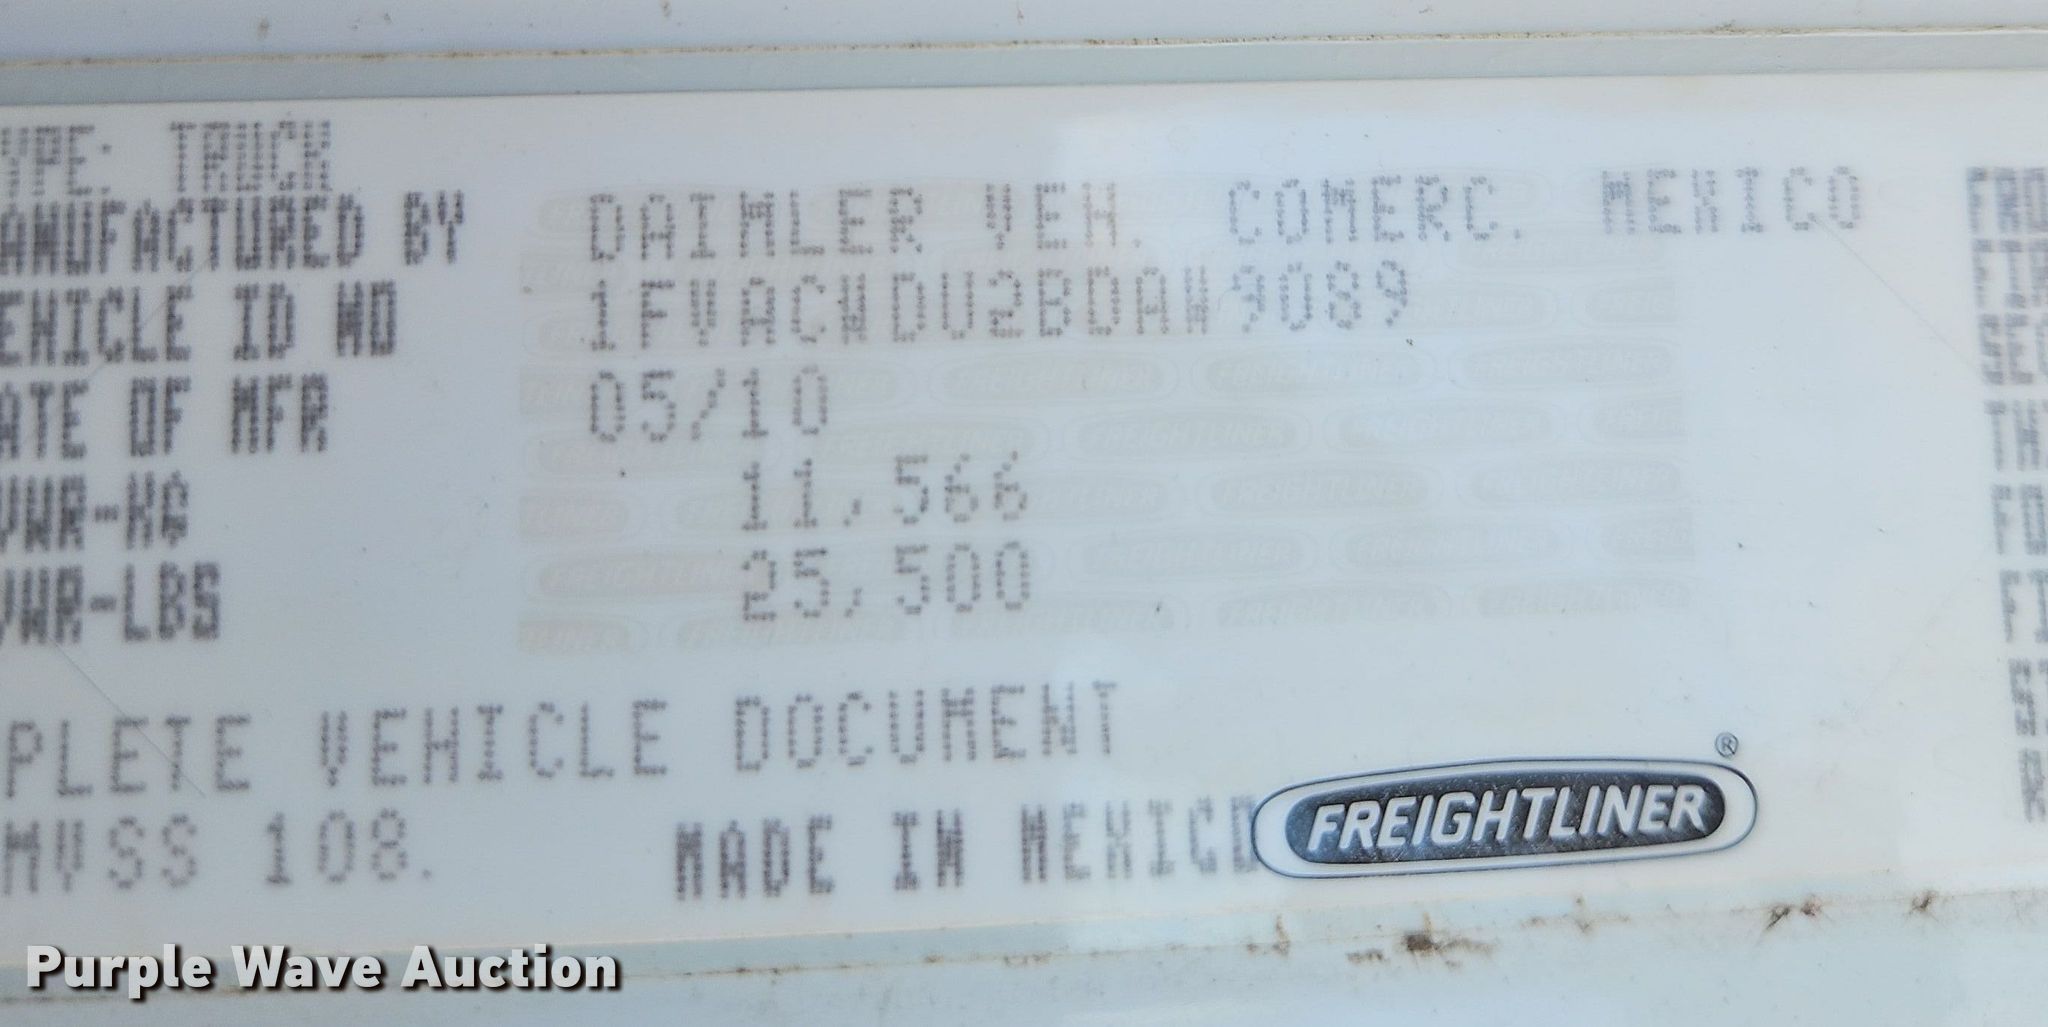 YPE: TRUCK
ANUFACTURED BY DAIMLER VEH. COMERC. MEXICO
EHICLE ID NO 1FVACWDU2BDAW9089
ATE OF MFR 05/10
VWR-KG 11,566
VWR-LBS 25,500
PLETE VEHICLE DOCUMENT
MVSS 108. MADE IN MEXICO
FREIGHTLINER ®
Purple Wave Auction